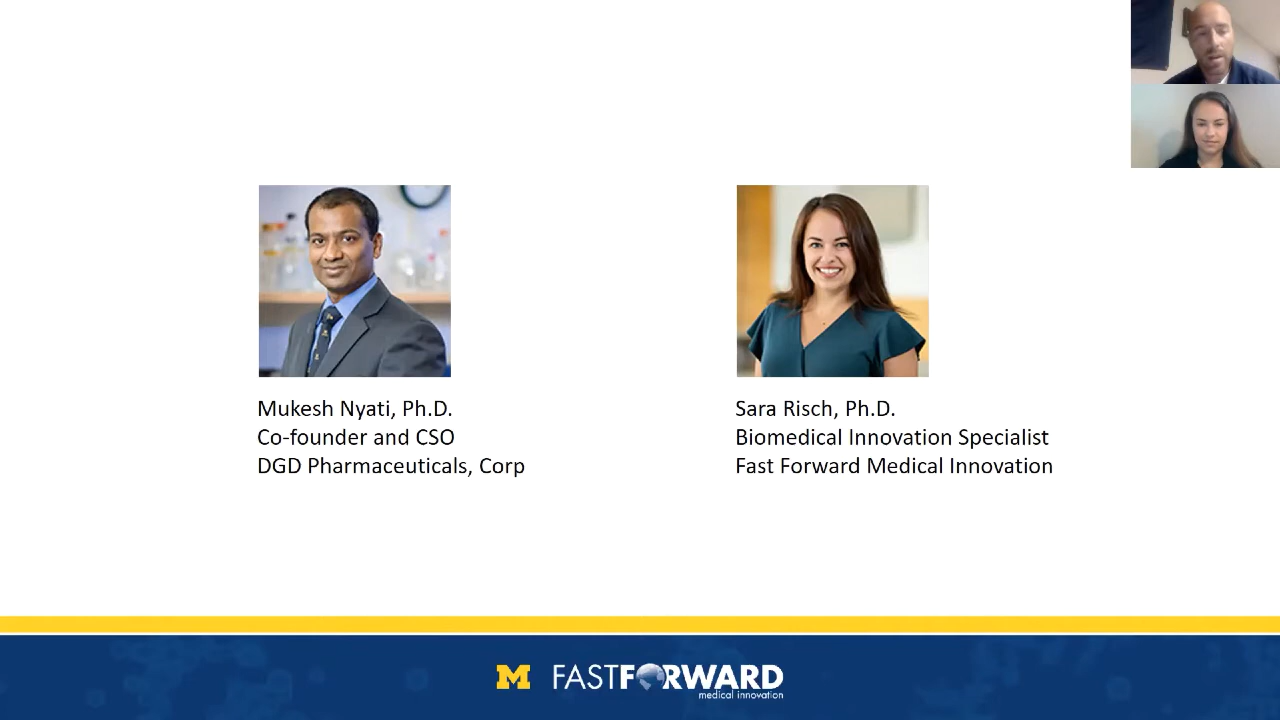 Mukesh Nyati, Ph.D.
Co-founder and CSO
DGD Pharmaceuticals, Corp
Sara Risch, Ph.D.
Biomedical Innovation Specialist
Fast Forward Medical Innovation
M FASTFORWARD
medical innovation